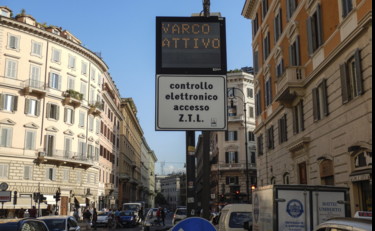 VARCO
ATTIVO
controllo
elettronico
accesso
Z.T.L.